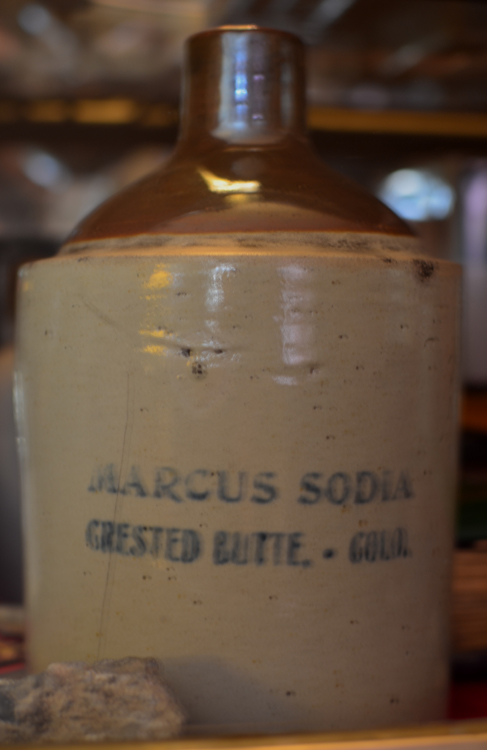 MARCUS SODIA
CRESTED BUTTE. • COLO.